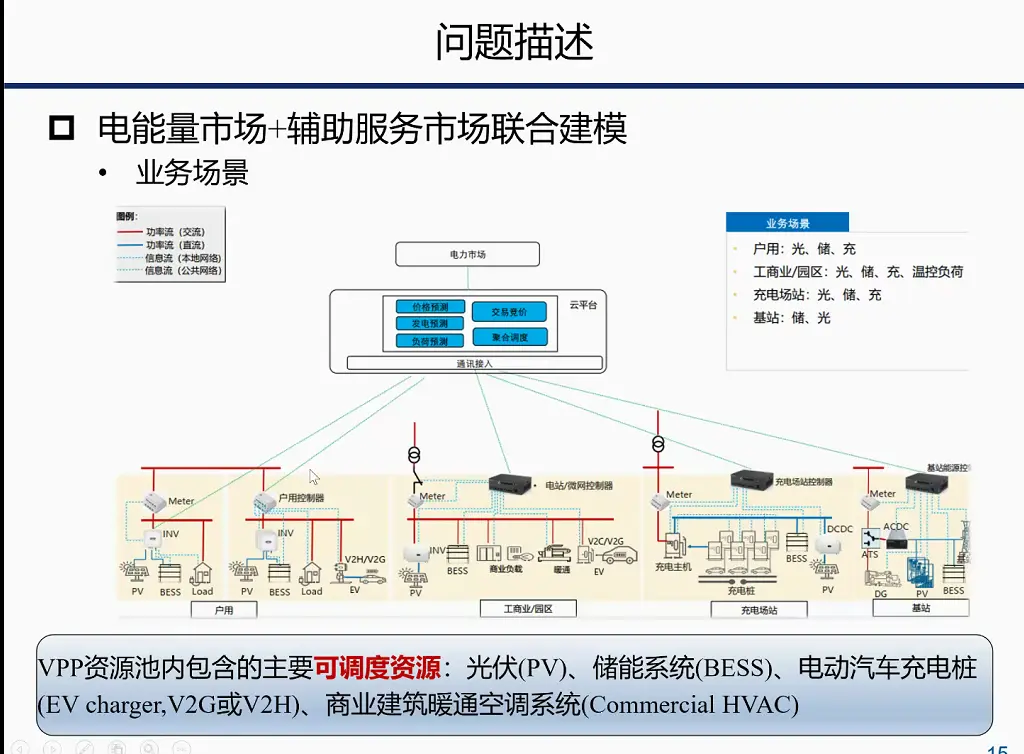 问题描述
电能量市场+辅助服务市场联合建模
• 业务场景
图例：
功率流（交流）
功率流（直流）
信息流（本地网络）
信息流（公共网络）
电力市场
价格预测
发电预测
负荷预测
交易竞价
聚合调度
云平台
通讯接入
业务场景
户用：光、储、充
工商业/园区：光、储、充、温控负荷
充电场站：光、储、充
基站：储、光
Meter
INV
PV BESS Load
户用控制器
INV
V2H/V2G
PV BESS Load EV
户用
Meter
电站/微网控制器
INV
V2C/V2G
PV BESS 商业负载 暖通 EV
工商业/园区
Meter
充电场站控制器
DCDC
充电主机 充电桩 BESS PV
充电场站
Meter
基站能源控
ACDC
ATS
DG PV BESS
基站
VPP资源池内包含的主要可调度资源：光伏(PV)、储能系统(BESS)、电动汽车充电桩
(EV charger,V2G或V2H)、商业建筑暖通空调系统(Commercial HVAC)
15